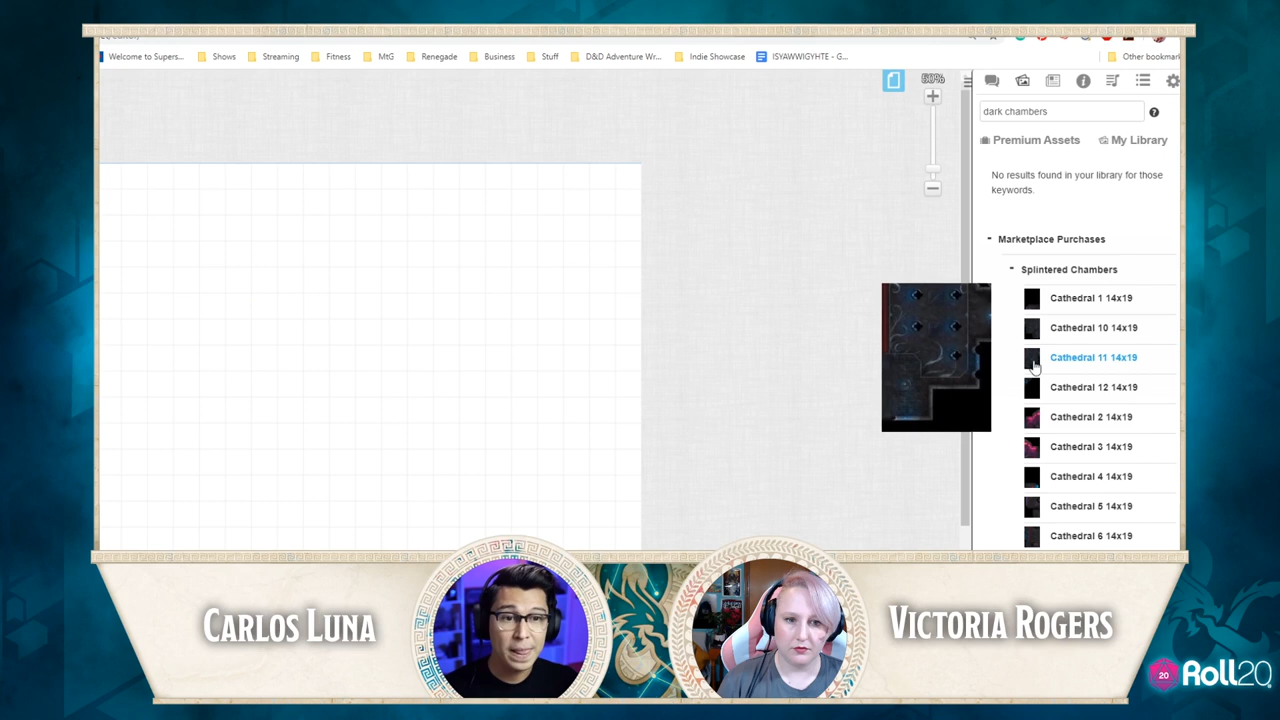 Welcome to Supers...
Shows
Streaming
Fitness
MtG
Renegade
Business
Stuff
D&D Adventure Wr...
Indie Showcase
ISYAWWIGYHTE - G...
Other bookmark
60%
dark chambers
Premium Assets
My Library
No results found in your library for those
keywords.
Marketplace Purchases
Splintered Chambers
Cathedral 1 14x19
Cathedral 10 14x19
Cathedral 11 14x19
Cathedral 12 14x19
Cathedral 2 14x19
Cathedral 3 14x19
Cathedral 4 14x19
Cathedral 5 14x19
Cathedral 6 14x19
CARLOS LUNA
VICTORIA ROGERS
20
Roll20